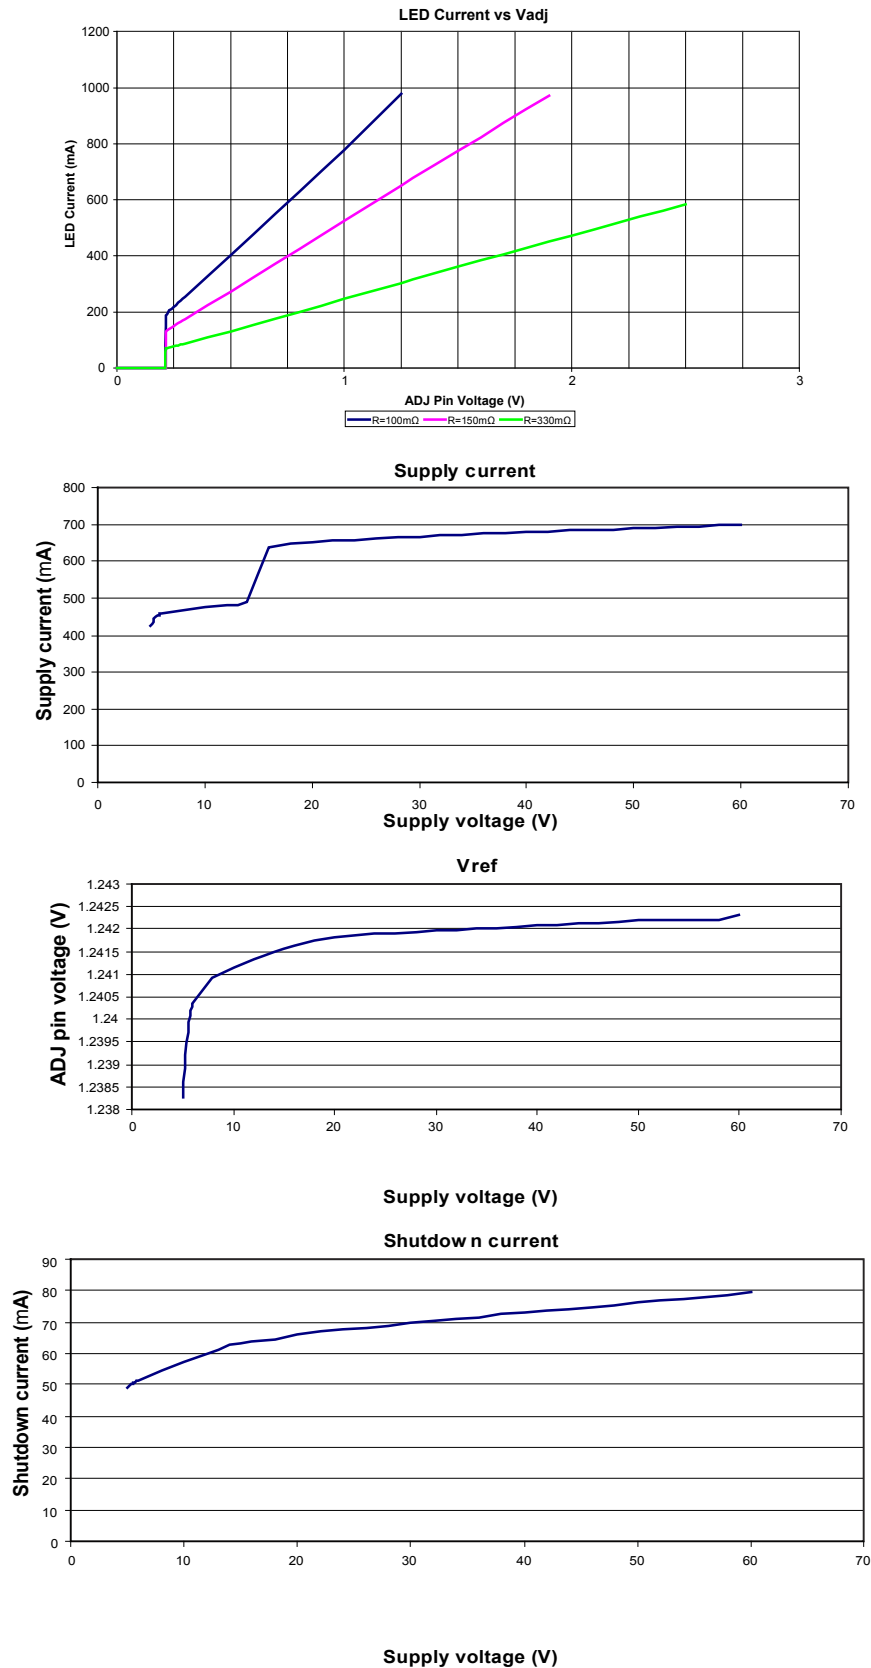 LED Current vs Vadj
1200
1000
800
600
400
200
0
LED Current (mA)
0 1 2 3
ADJ Pin Voltage (V)
R=100mΩ R=150mΩ R=330mΩ
Supply current
800
700
600
500
400
300
200
100
0
Supply current (mA)
0 10 20 30 40 50 60 70
Supply voltage (V)
Vref
1.243
1.2425
1.242
1.2415
1.241
1.2405
1.24
1.2395
1.239
1.2385
1.238
ADJ pin voltage (V)
0 10 20 30 40 50 60 70
Supply voltage (V)
Shutdown current
90
80
70
60
50
40
30
20
10
0
Shutdown current (mA)
0 10 20 30 40 50 60 70
Supply voltage (V)